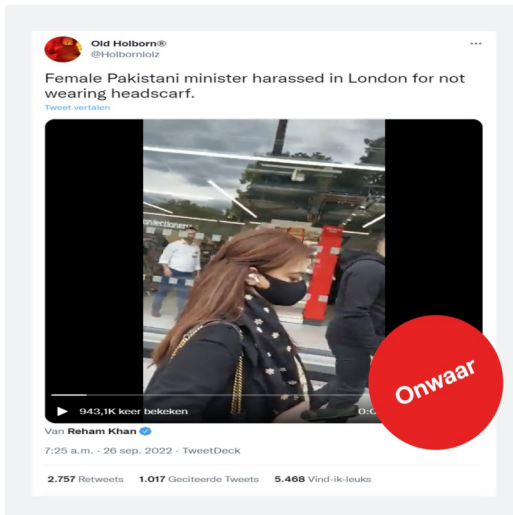 Old Holborn®
@Holbornlolz
Female Pakistani minister harassed in London for not
wearing headscarf.
Tweet vertalen
943,1K keer bekeken
Onwaar
Van Reham Khan
7:25 a.m. · 26 sep. 2022 · TweetDeck
2.757 Retweets 1.017 Geciteerde Tweets 5.468 Vind-ik-leuks